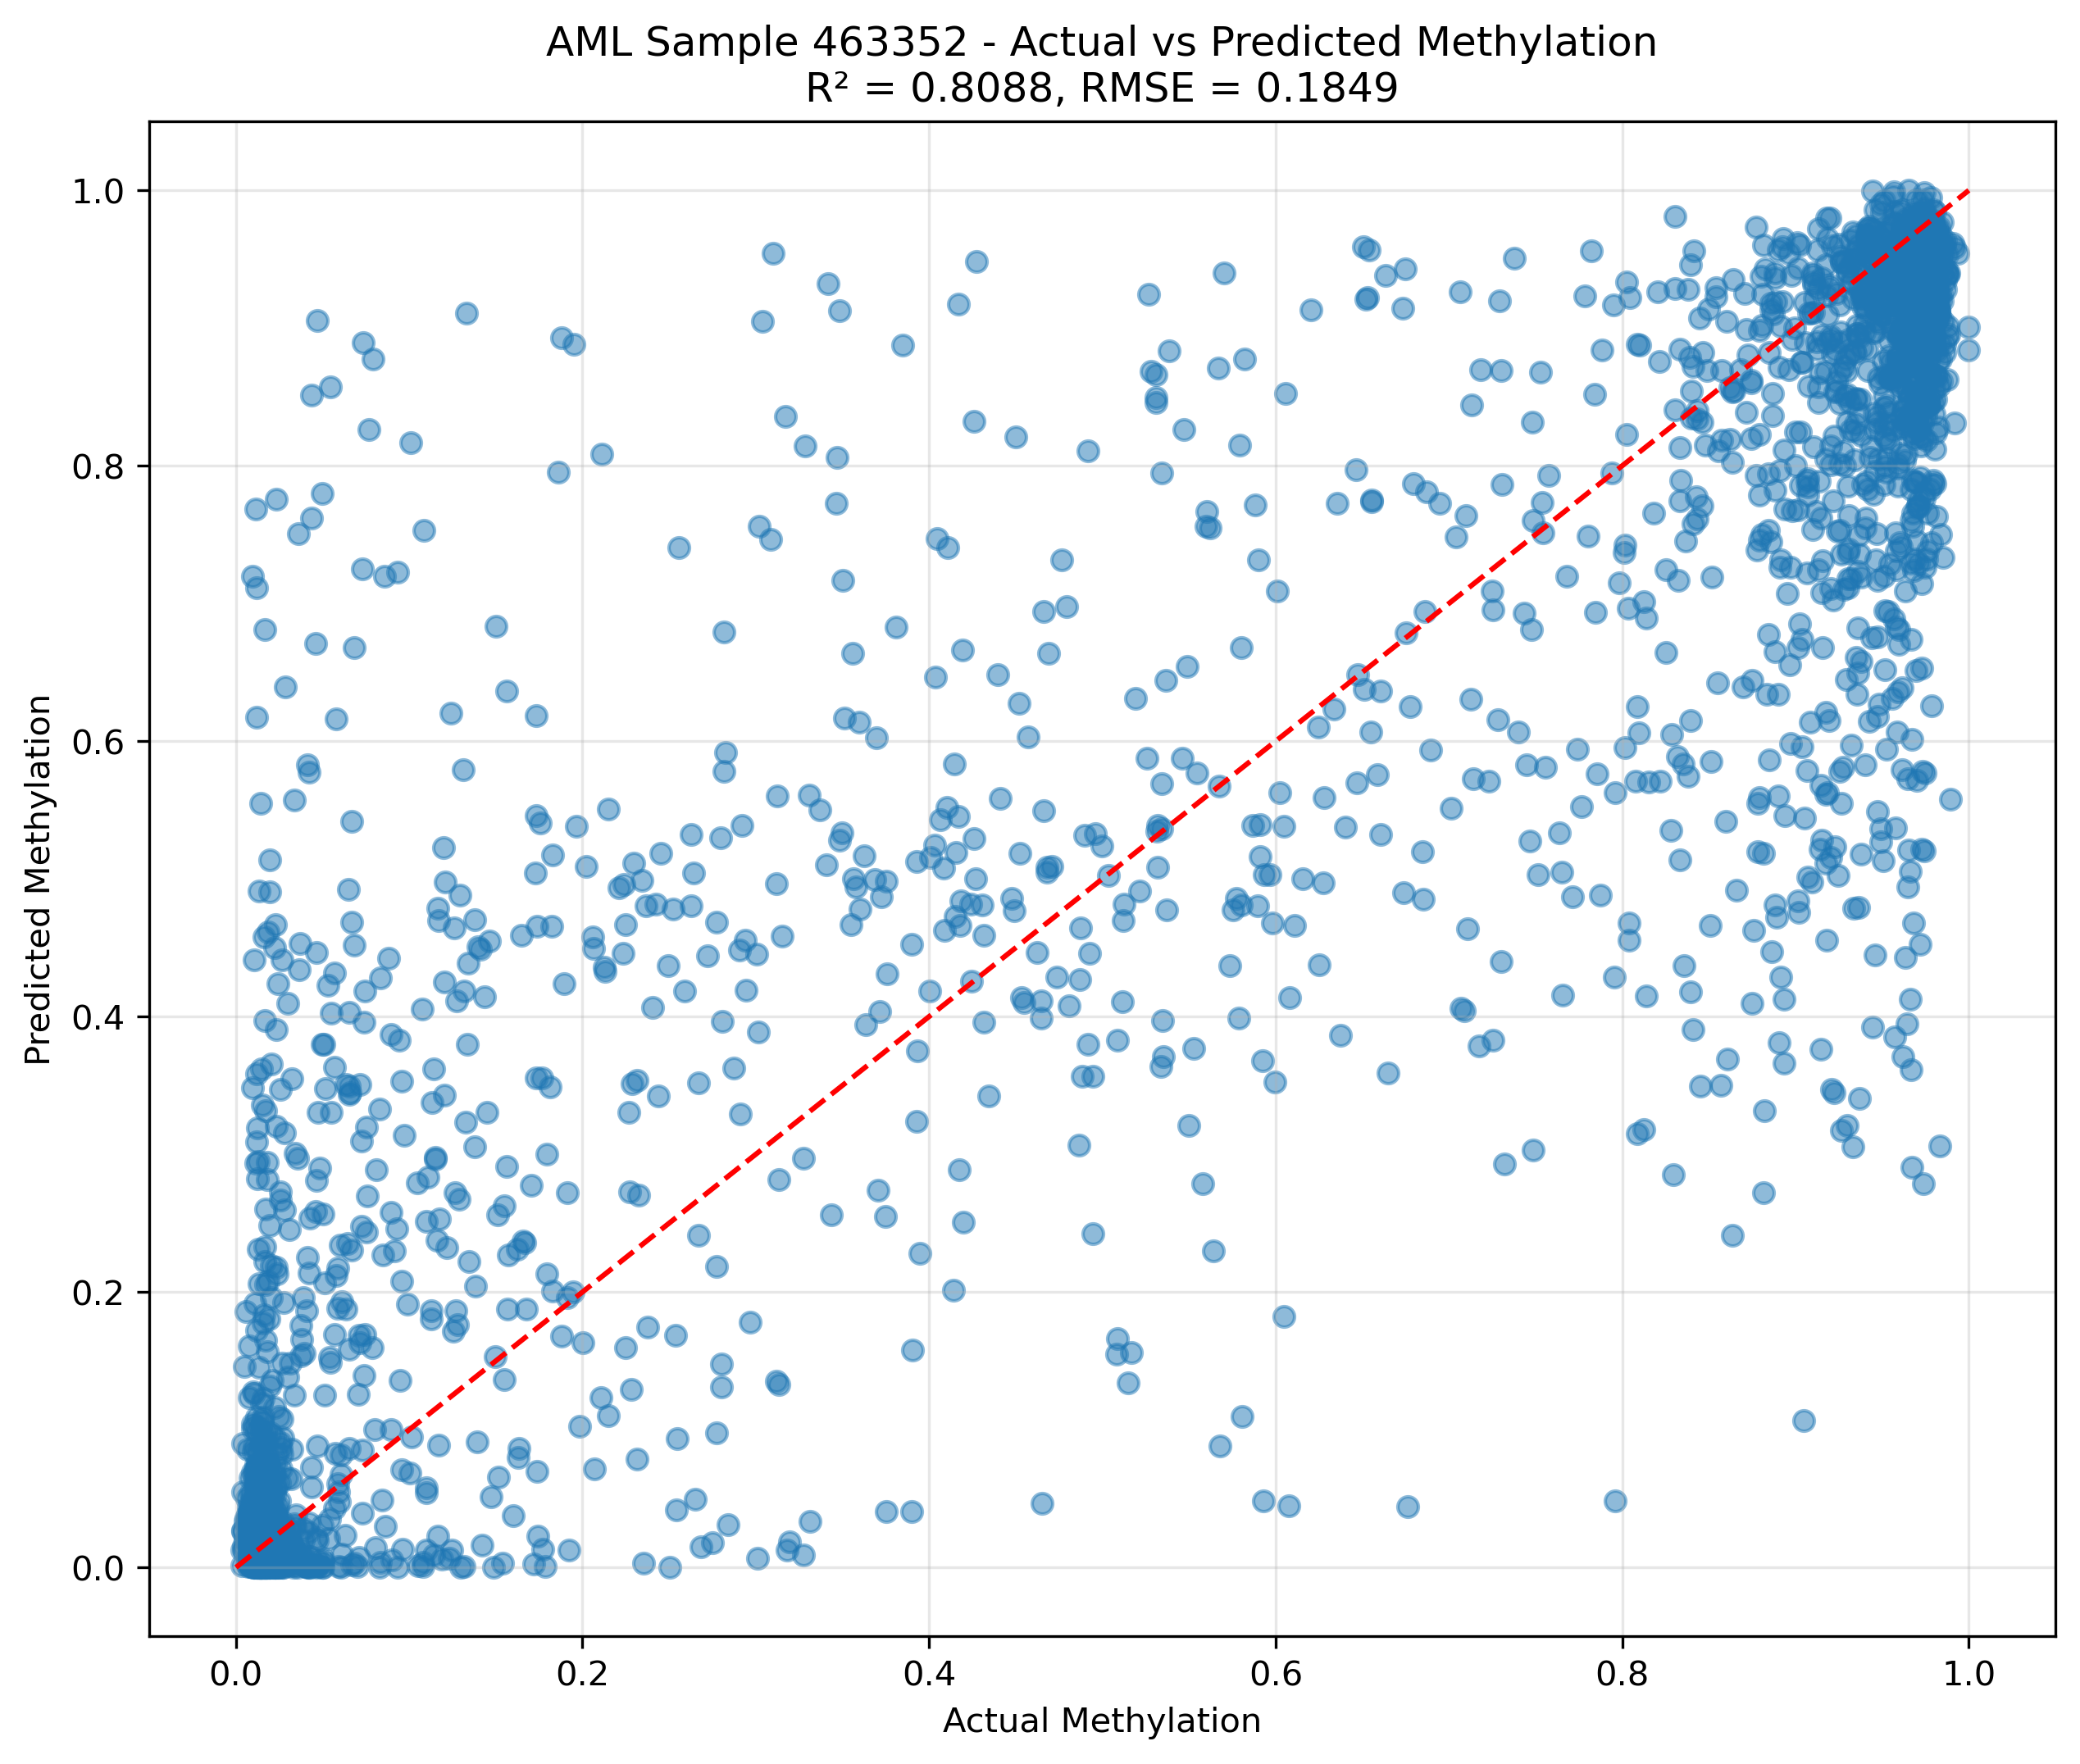 AML Sample 463352 - Actual vs Predicted Methylation
R² = 0.8088, RMSE = 0.1849
Predicted Methylation
1.0
0.8
0.6
0.4
0.2
0.0
0.0 0.2 0.4 0.6 0.8 1.0
Actual Methylation